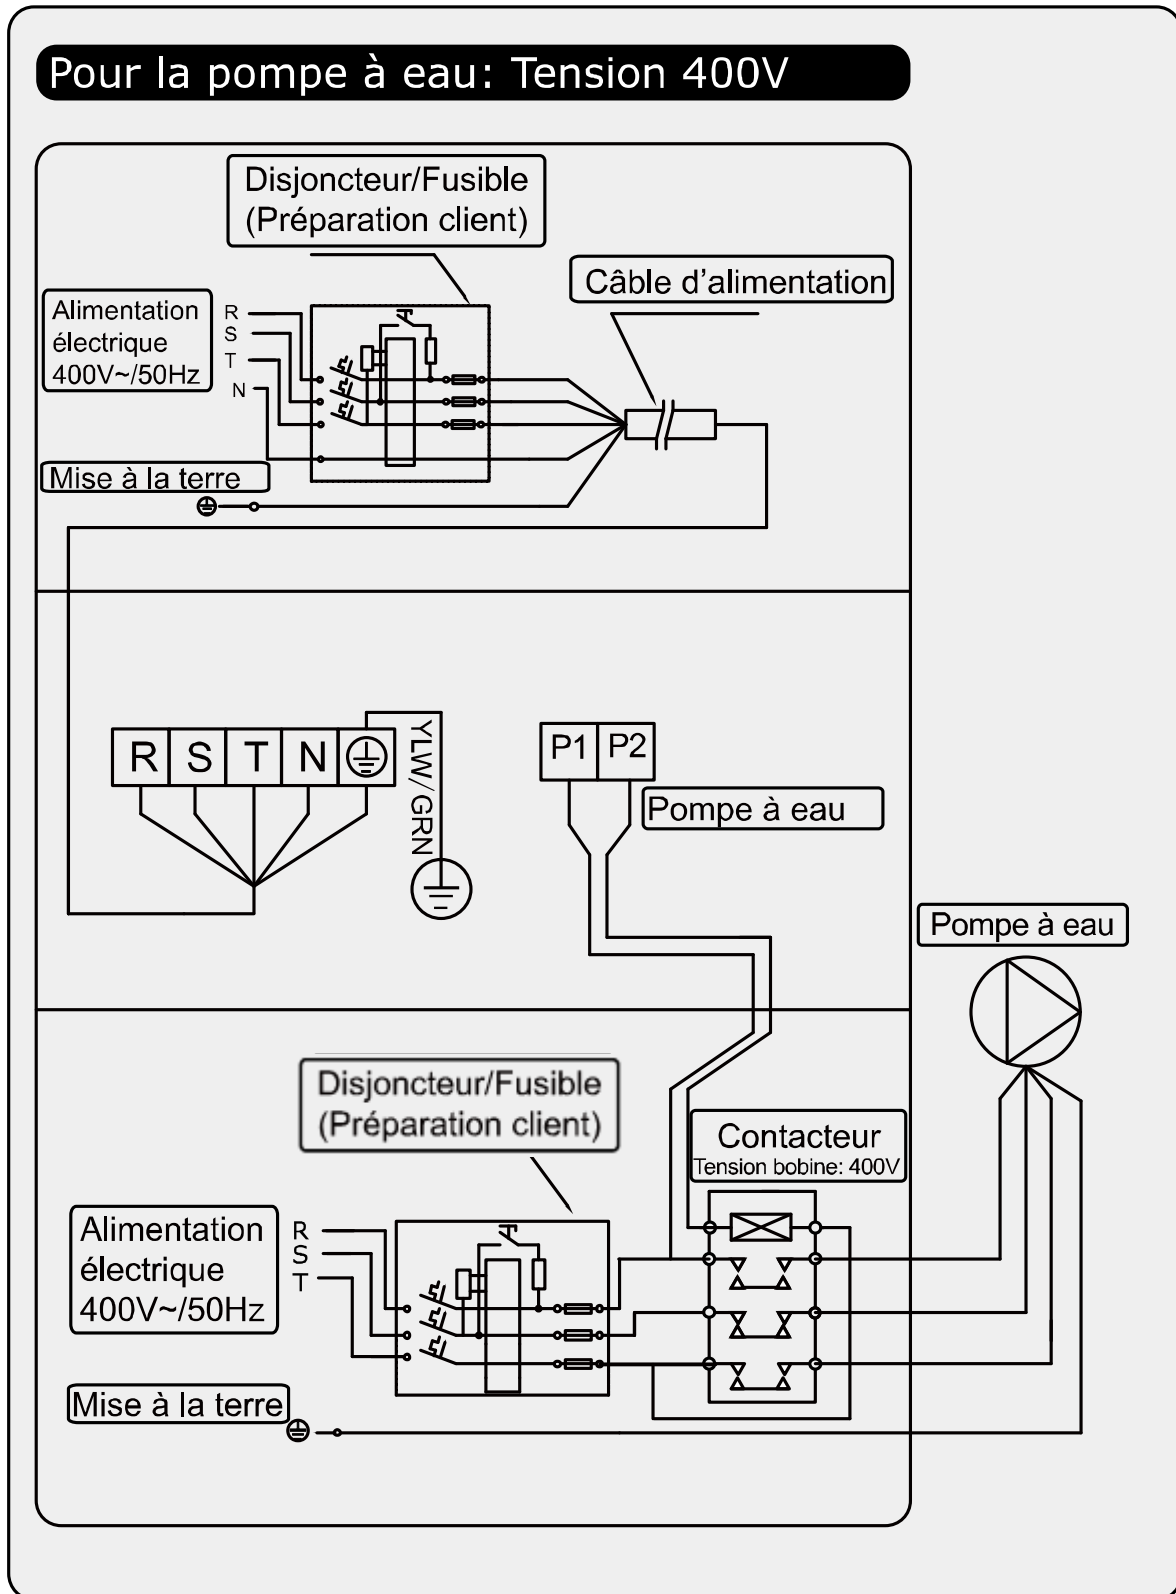 Pour la pompe à eau: Tension 400V
Disjoncteur/Fusible
(Préparation client)
Câble d'alimentation
Alimentation
électrique
400V~/50Hz
R
S
T
N
Mise à la terre
R S T N
YLW/GRN
P1 P2
Pompe à eau
Pompe à eau
Disjoncteur/Fusible
(Préparation client)
Contacteur
Tension bobine: 400V
Alimentation
électrique
400V~/50Hz
R
S
T
Mise à la terre